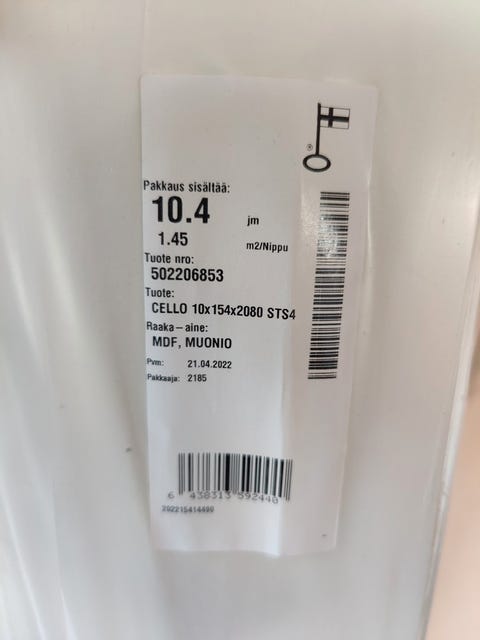 ®
Pakkaus sisältää:
10.4 jm
1.45 m2/Nippu
Tuote nro:
502206853
Tuote:
CELLO 10x154x2080 STS4
Raaka-aine:
MDF, MUONIO
Pvm: 21.04.2022
Pakkaaja: 2185
6 438313 592448
202215414490